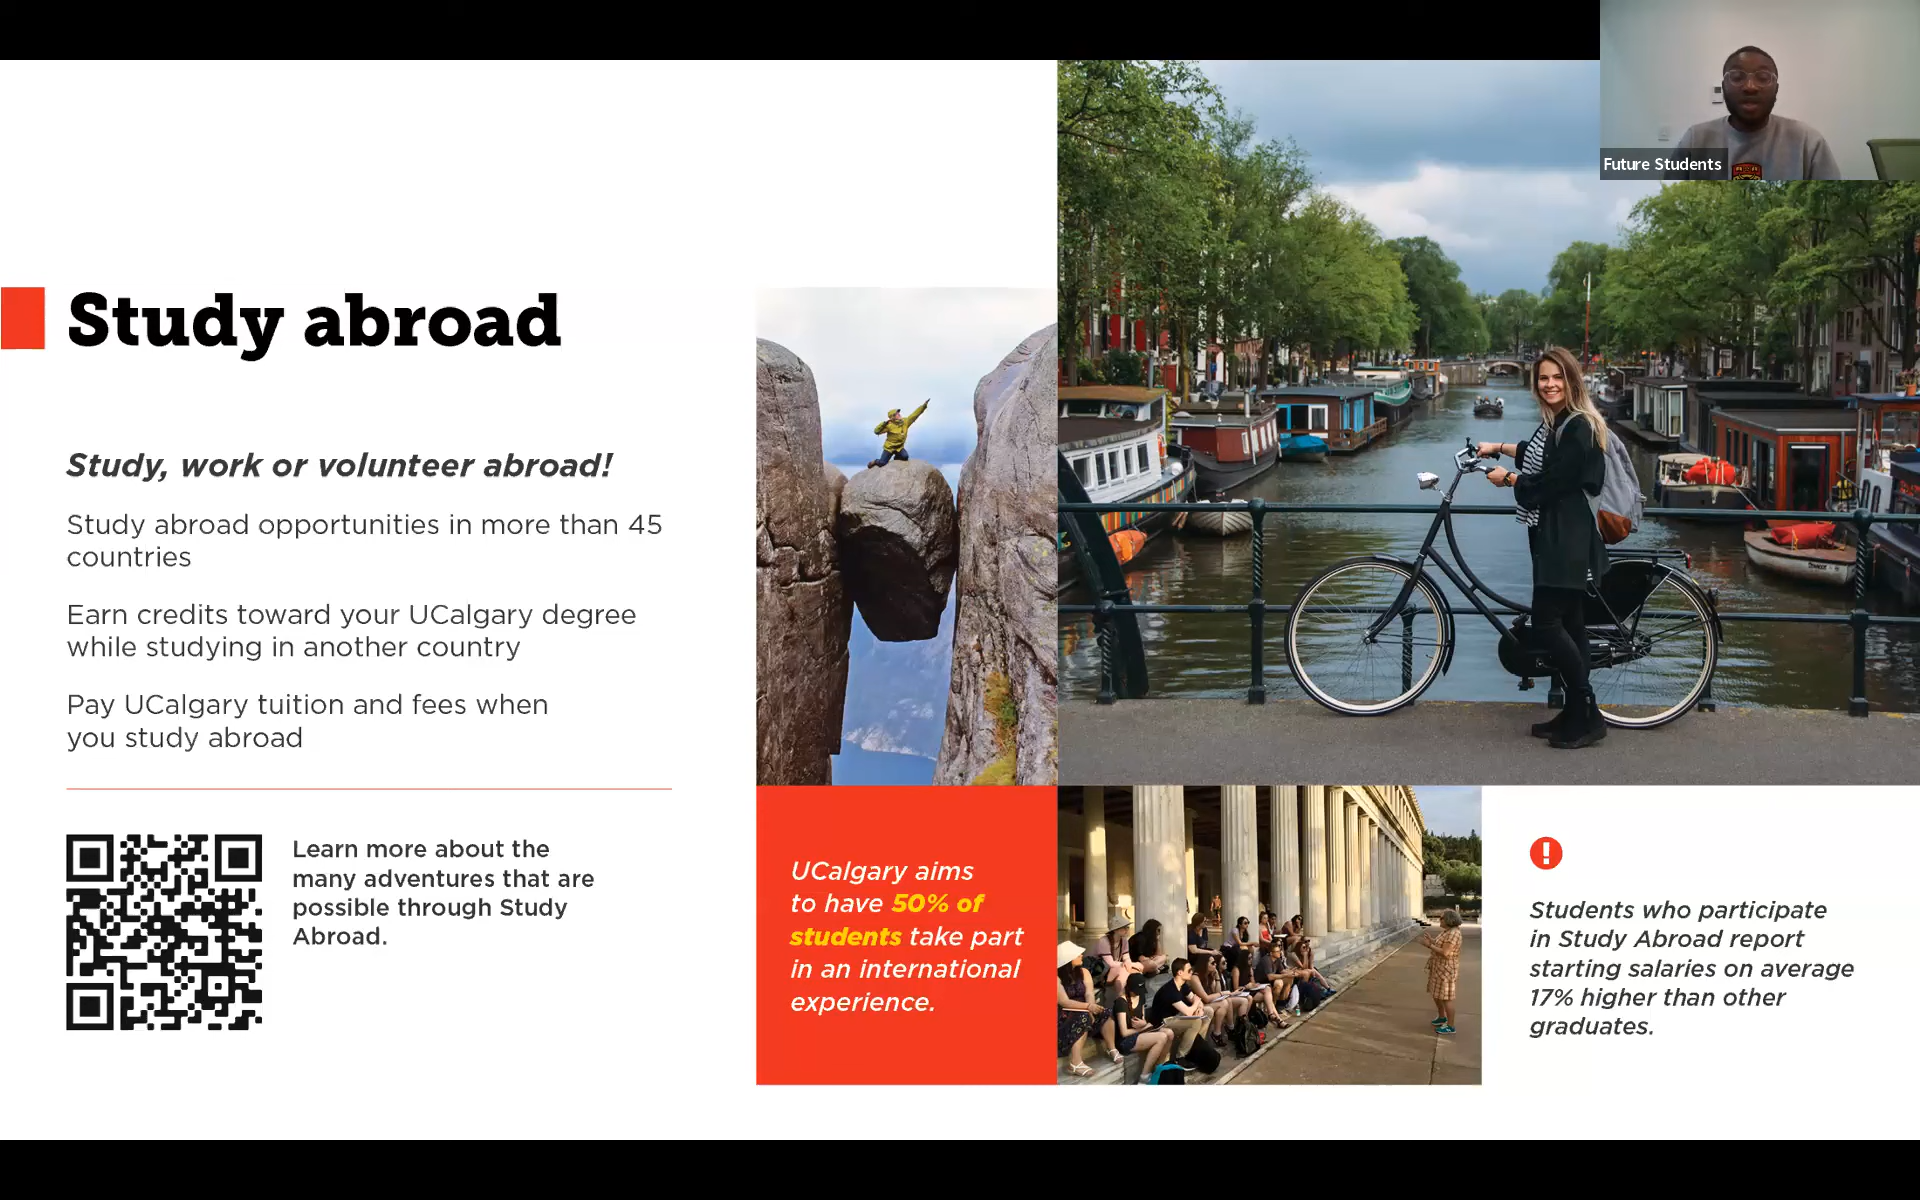 Future Students
Study abroad
Study, work or volunteer abroad!
Study abroad opportunities in more than 45
countries
Earn credits toward your UCalgary degree
while studying in another country
Pay UCalgary tuition and fees when
you study abroad
Learn more about the
many adventures that are
possible through Study
Abroad.
UCalgary aims
to have 50% of
students take part
in an international
experience.
Students who participate
in Study Abroad report
starting salaries on average
17% higher than other
graduates.